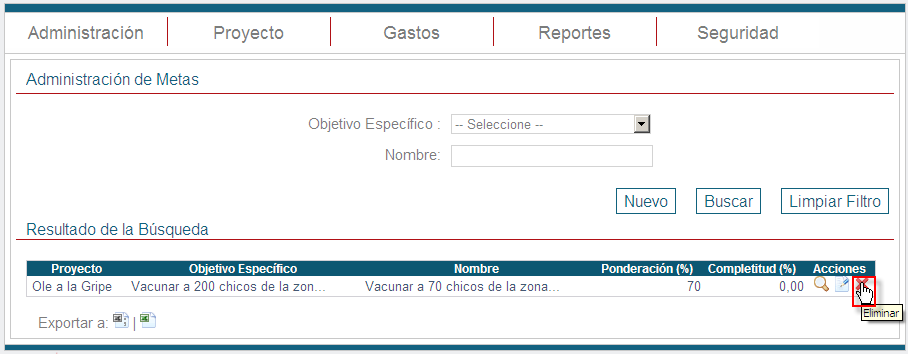 Administración Proyecto Gastos Reportes Seguridad
Administración de Metas
Objetivo Específico : -- Seleccione --
Nombre:
Nuevo Buscar Limpiar Filtro
Resultado de la Búsqueda
Proyecto Objetivo Específico Nombre Ponderación (%) Completitud (%) Acciones
Ole a la Gripe Vacunar a 200 chicos de la zon... Vacunar a 70 chicos de la zona... 70 0,00
Eliminar
Exportar a: |